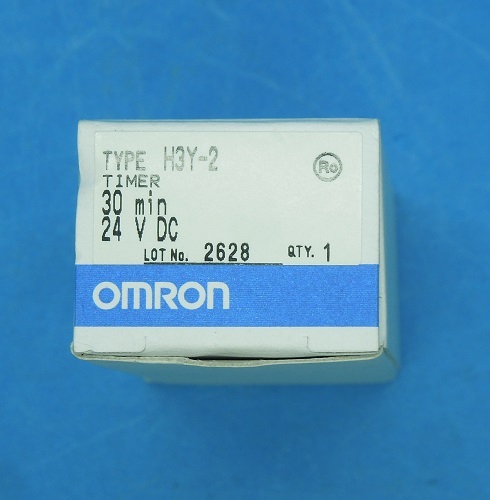 TYPE H3Y-2
Ro
TIMER
30 min
24 V DC
LOT No. 2628 QTY. 1
OMRON